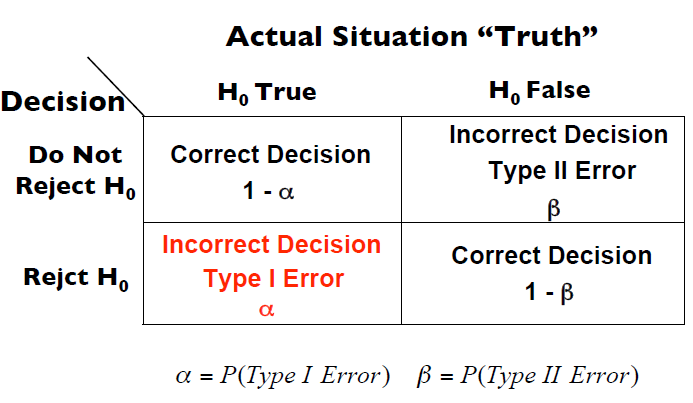 Actual Situation “Truth”
Decision
H₀ True
H₀ False
Do Not
Reject H₀
Correct Decision
1 - α
Incorrect Decision
Type II Error
β
Rejct H₀
Incorrect Decision
Type I Error
α
Correct Decision
1 - β
α = P(Type I Error) β = P(Type II Error)